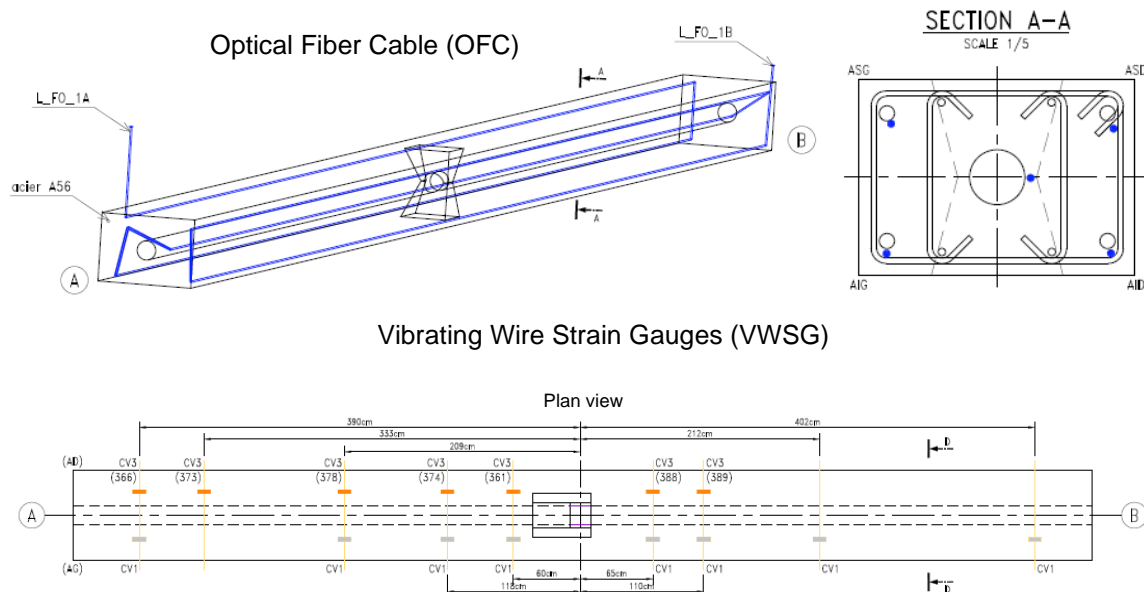 Optical Fiber Cable (OFC)
L_FO_1B
L_FO_1A
A
A
acier A56
A
B
SECTION A-A
SCALE 1/5
ASG
ASD
AIG
AID
Vibrating Wire Strain Gauges (VWSG)
Plan view
390cm
402cm
333cm
212cm
209cm
D
(AD)
CV3
CV3
CV3
CV3
CV3
CV3
CV3
(366)
(373)
(378)
(374)
(361)
(388)
(389)
A
B
(AG)
CV1
CV1
CV1
CV1
CV1
CV1
CV1
CV1
60cm
65cm
118cm
110cm
D